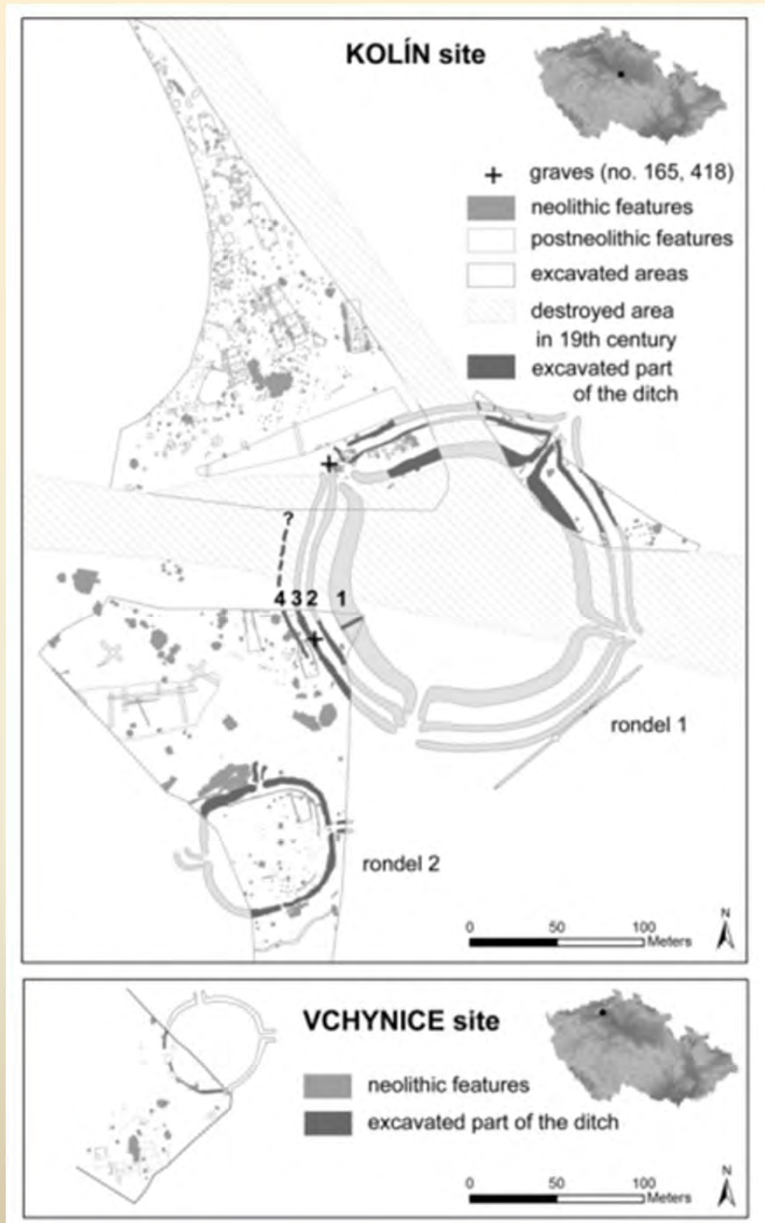 KOLÍN site
graves (no. 165, 418)
neolithic features
postneolithic features
excavated areas
destroyed area
in 19th century
excavated part
of the ditch
?
4 3 2 1
rondel 1
rondel 2
0 50 100
Meters
N
VCHYNICE site
neolithic features
excavated part of the ditch
0 50 100
Meters
N